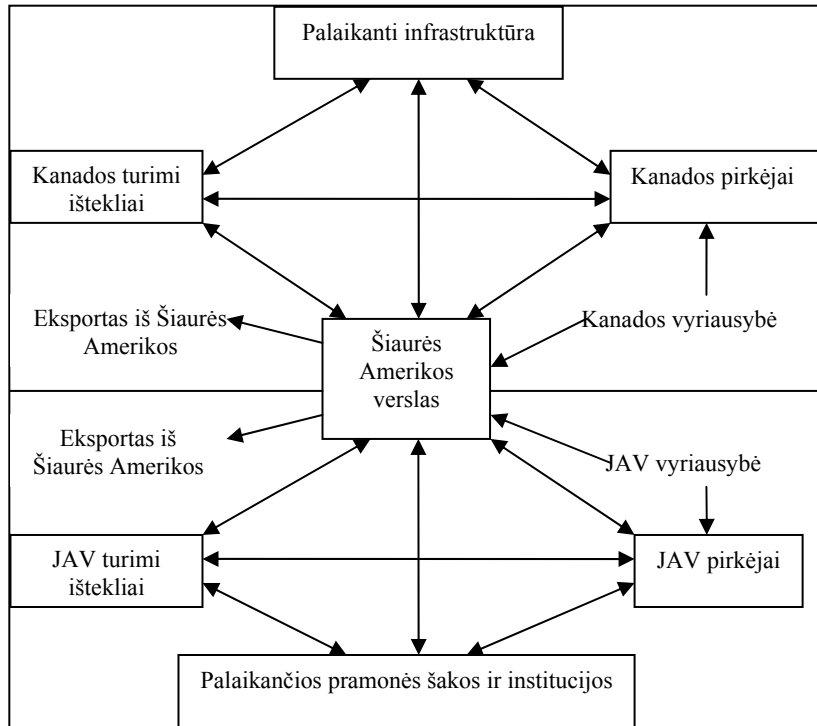 Palaikanti infrastruktūra
Kanados turimi
ištekliai
Kanados pirkėjai
Eksportas iš Šiaurės
Amerikos
Kanados vyriausybė
Šiaurės
Amerikos
verslas
Eksportas iš
Šiaurės Amerikos
JAV vyriausybė
JAV turimi
ištekliai
JAV pirkėjai
Palaikančios pramonės šakos ir institucijos